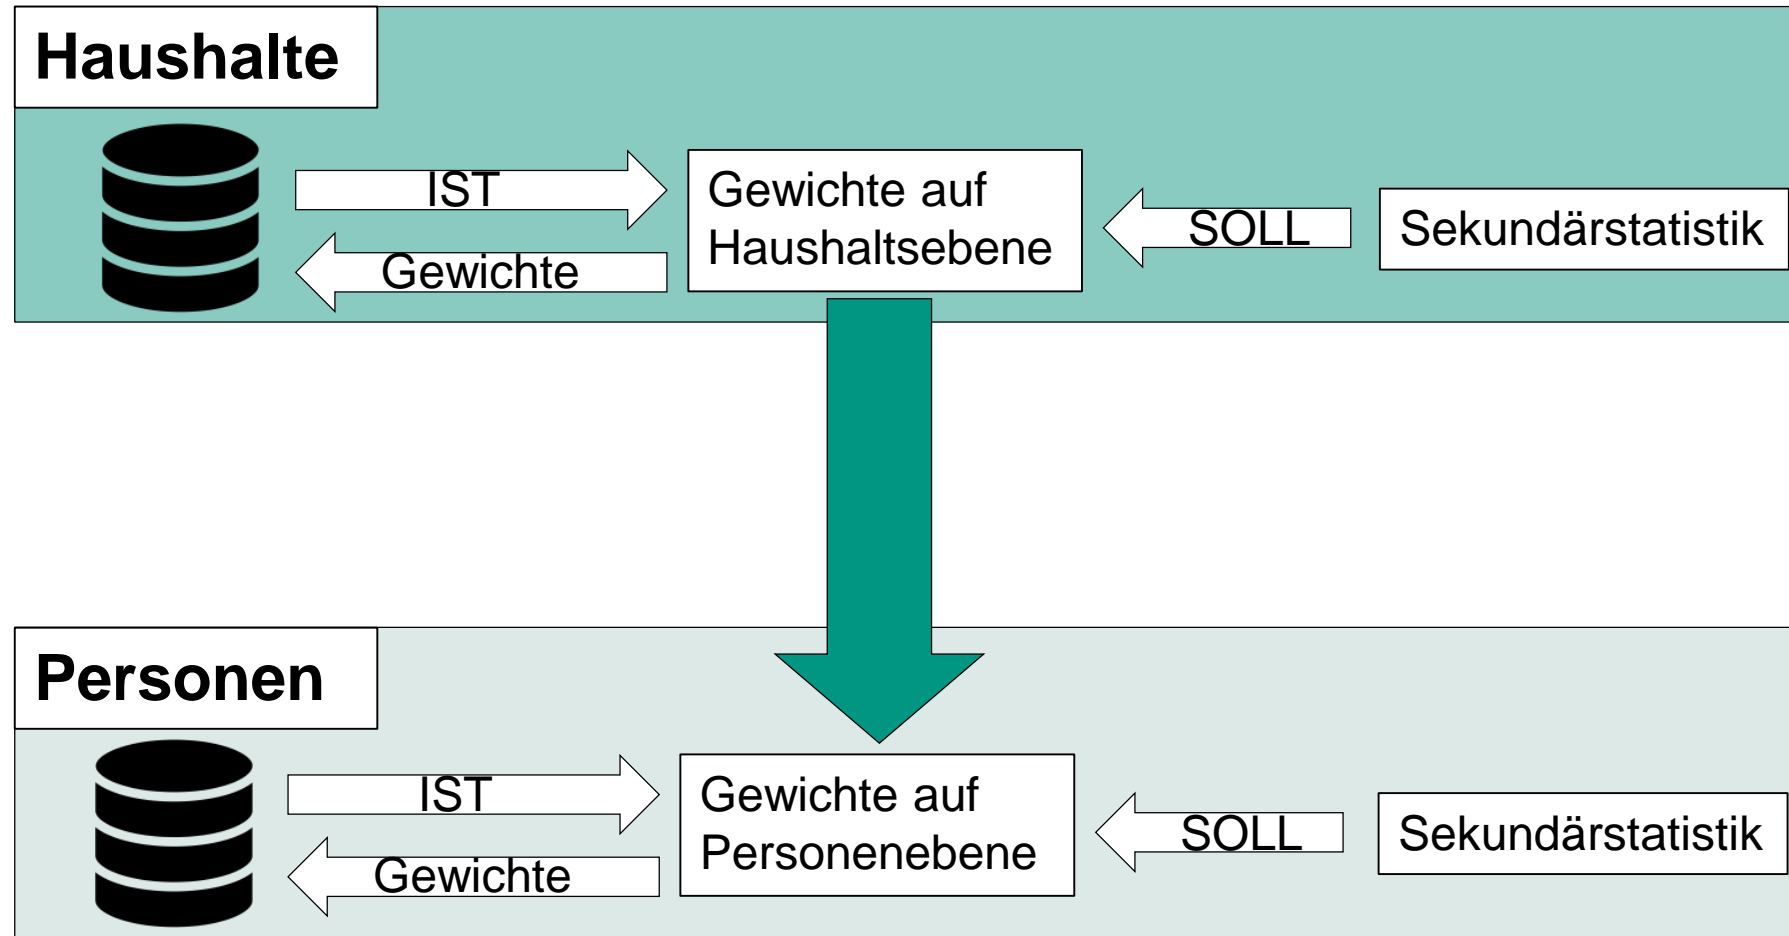 Haushalte
IST
Gewichte auf
Haushaltsebene
SOLL
Sekundärstatistik
Gewichte
Personen
IST
Gewichte auf
Personenebene
SOLL
Sekundärstatistik
Gewichte